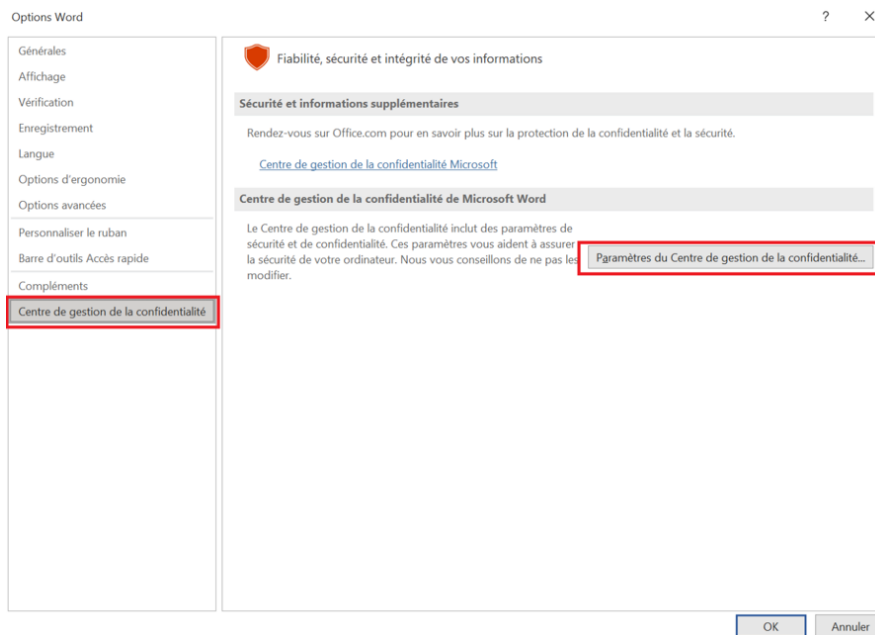 Options Word
?
Générales
Affichage
Vérification
Enregistrement
Langue
Options d'ergonomie
Options avancées
Personnaliser le ruban
Barre d'outils Accès rapide
Compléments
Centre de gestion de la confidentialité
Fiabilité, sécurité et intégrité de vos informations
Sécurité et informations supplémentaires
Rendez-vous sur Office.com pour en savoir plus sur la protection de la confidentialité et la sécurité.
Centre de gestion de la confidentialité Microsoft
Centre de gestion de la confidentialité de Microsoft Word
Le Centre de gestion de la confidentialité inclut des paramètres de
sécurité et de confidentialité. Ces paramètres vous aident à assurer
la sécurité de votre ordinateur. Nous vous conseillons de ne pas les
modifier.
Paramètres du Centre de gestion de la confidentialité...
OK
Annuler